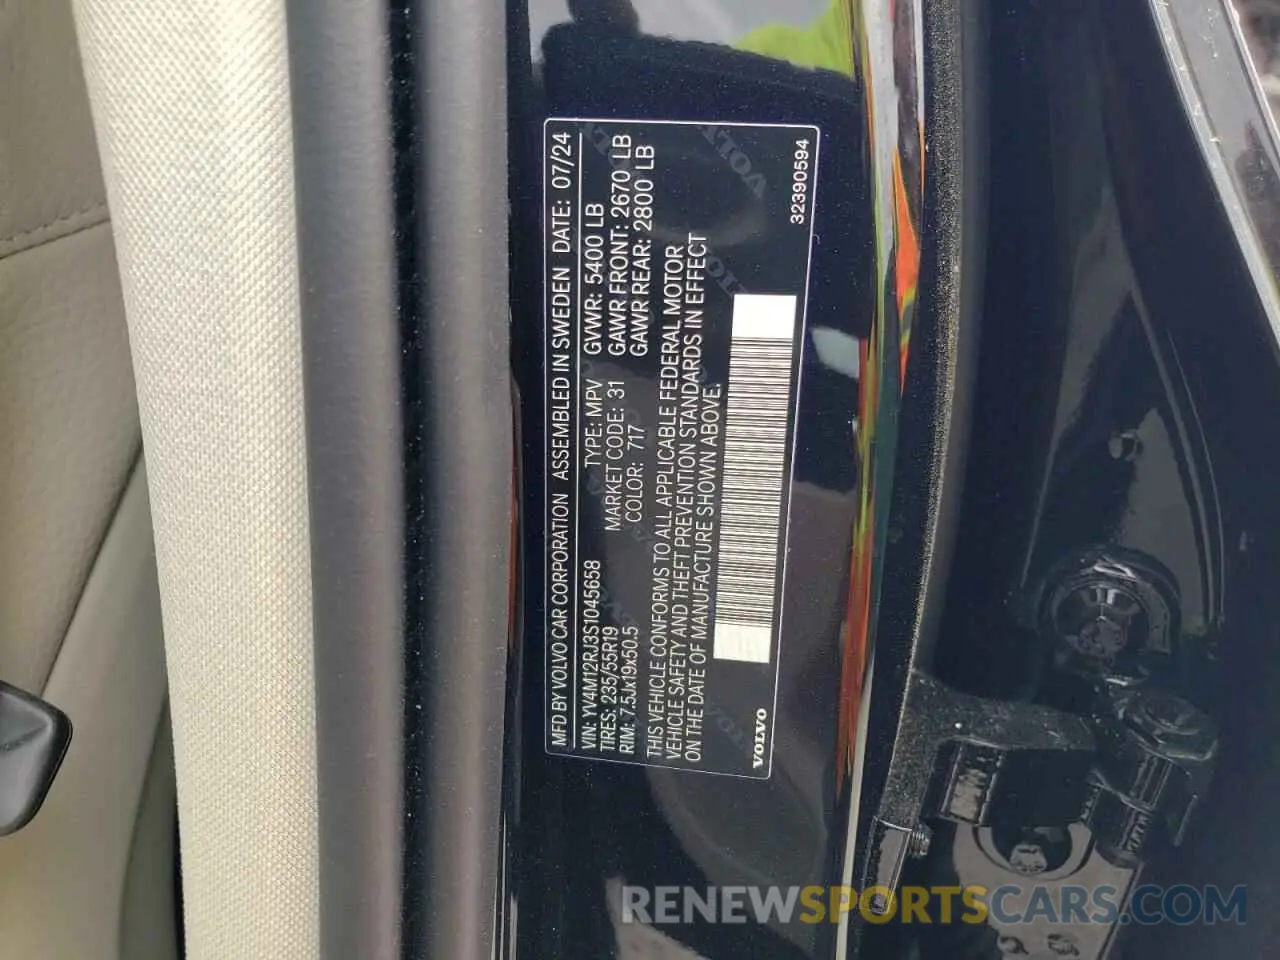 MFD BY VOLVO CAR CORPORATION ASSEMBLED IN SWEDEN DATE: 07/24
VIN: YV4M12RJ3S1045658 TYPE: MPV GVWR: 5400 LB
TIRES: 235/55R19 MARKET CODE: 31 GAWR FRONT: 2670 LB
RIM: 7.5Jx19x50.5 COLOR: 717 GAWR REAR: 2800 LB
THIS VEHICLE CONFORMS TO ALL APPLICABLE FEDERAL MOTOR
VEHICLE SAFETY AND THEFT PREVENTION STANDARDS IN EFFECT
ON THE DATE OF MANUFACTURE SHOWN ABOVE.
VOLVO
32390594
RENEWSPORTSCARS.COM